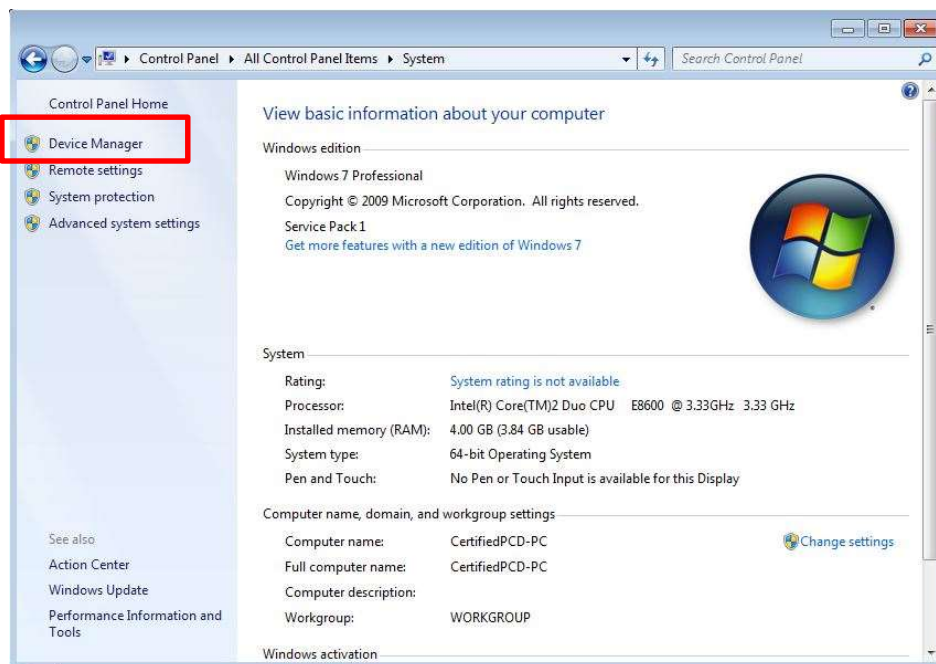 Control Panel ▸ All Control Panel Items ▸ System
Search Control Panel
Control Panel Home
Device Manager
Remote settings
System protection
Advanced system settings
See also
Action Center
Windows Update
Performance Information and
Tools
View basic information about your computer
Windows edition
Windows 7 Professional
Copyright © 2009 Microsoft Corporation. All rights reserved.
Service Pack 1
Get more features with a new edition of Windows 7
System
Rating: System rating is not available
Processor: Intel(R) Core(TM)2 Duo CPU E8600 @ 3.33GHz 3.33 GHz
Installed memory (RAM): 4.00 GB (3.84 GB usable)
System type: 64-bit Operating System
Pen and Touch: No Pen or Touch Input is available for this Display
Computer name, domain, and workgroup settings
Computer name: CertifiedPCD-PC Change settings
Full computer name: CertifiedPCD-PC
Computer description:
Workgroup: WORKGROUP
Windows activation